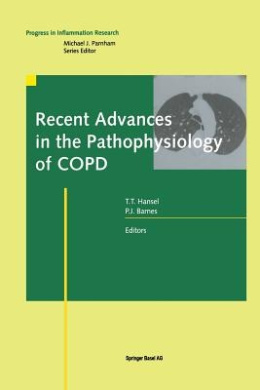 Progress in Inflammation Research
Michael J. Parnham
Series Editor
Recent Advances
in the Pathophysiology
of COPD
T.T. Hansel
P.J. Barnes
Editors
Springer Basel AG